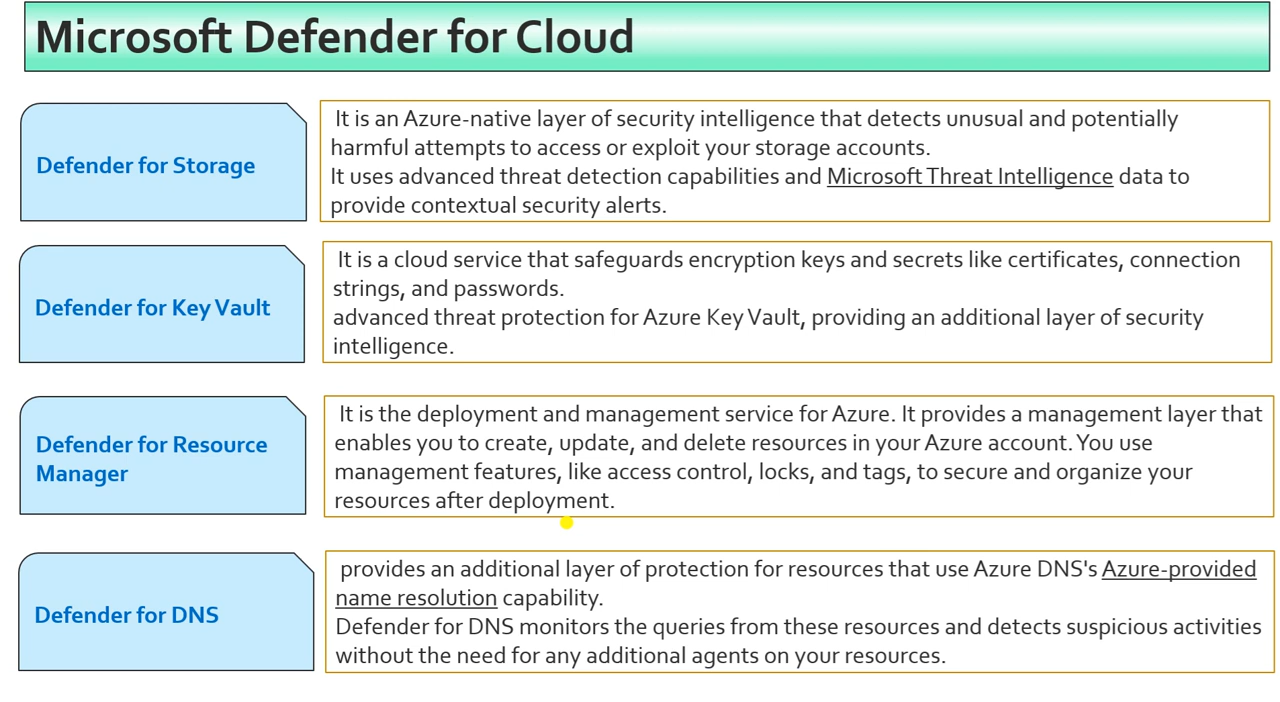 Microsoft Defender for Cloud
Defender for Storage
It is an Azure-native layer of security intelligence that detects unusual and potentially
harmful attempts to access or exploit your storage accounts.
It uses advanced threat detection capabilities and Microsoft Threat Intelligence data to
provide contextual security alerts.
Defender for Key Vault
It is a cloud service that safeguards encryption keys and secrets like certificates, connection
strings, and passwords.
advanced threat protection for Azure Key Vault, providing an additional layer of security
intelligence.
Defender for Resource
Manager
It is the deployment and management service for Azure. It provides a management layer that
enables you to create, update, and delete resources in your Azure account. You use
management features, like access control, locks, and tags, to secure and organize your
resources after deployment.
Defender for DNS
provides an additional layer of protection for resources that use Azure DNS's Azure-provided
name resolution capability.
Defender for DNS monitors the queries from these resources and detects suspicious activities
without the need for any additional agents on your resources.